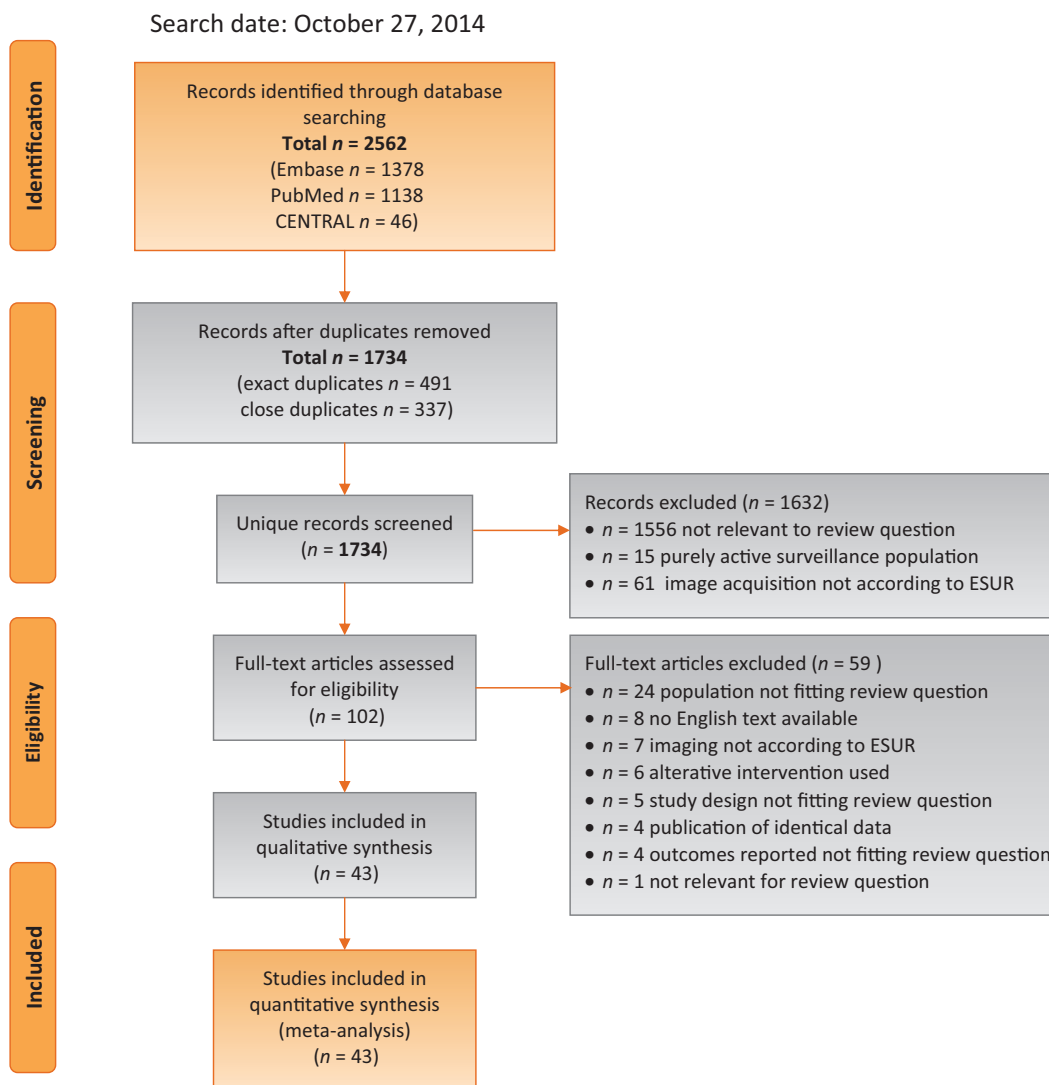 Search date: October 27, 2014
Identification
Records identified through database
searching
Total n = 2562
(Embase n = 1378
PubMed n = 1138
CENTRAL n = 46)
Screening
Records after duplicates removed
Total n = 1734
(exact duplicates n = 491
close duplicates n = 337)
Unique records screened
(n = 1734)
Records excluded (n = 1632)
• n = 1556 not relevant to review question
• n = 15 purely active surveillance population
• n = 61 image acquisition not according to ESUR
Eligibility
Full-text articles assessed
for eligibility
(n = 102)
Full-text articles excluded (n = 59 )
• n = 24 population not fitting review question
• n = 8 no English text available
• n = 7 imaging not according to ESUR
• n = 6 alterative intervention used
• n = 5 study design not fitting review question
• n = 4 publication of identical data
• n = 4 outcomes reported not fitting review question
• n = 1 not relevant for review question
Studies included in
qualitative synthesis
(n = 43)
Included
Studies included in
quantitative synthesis
(meta-analysis)
(n = 43)